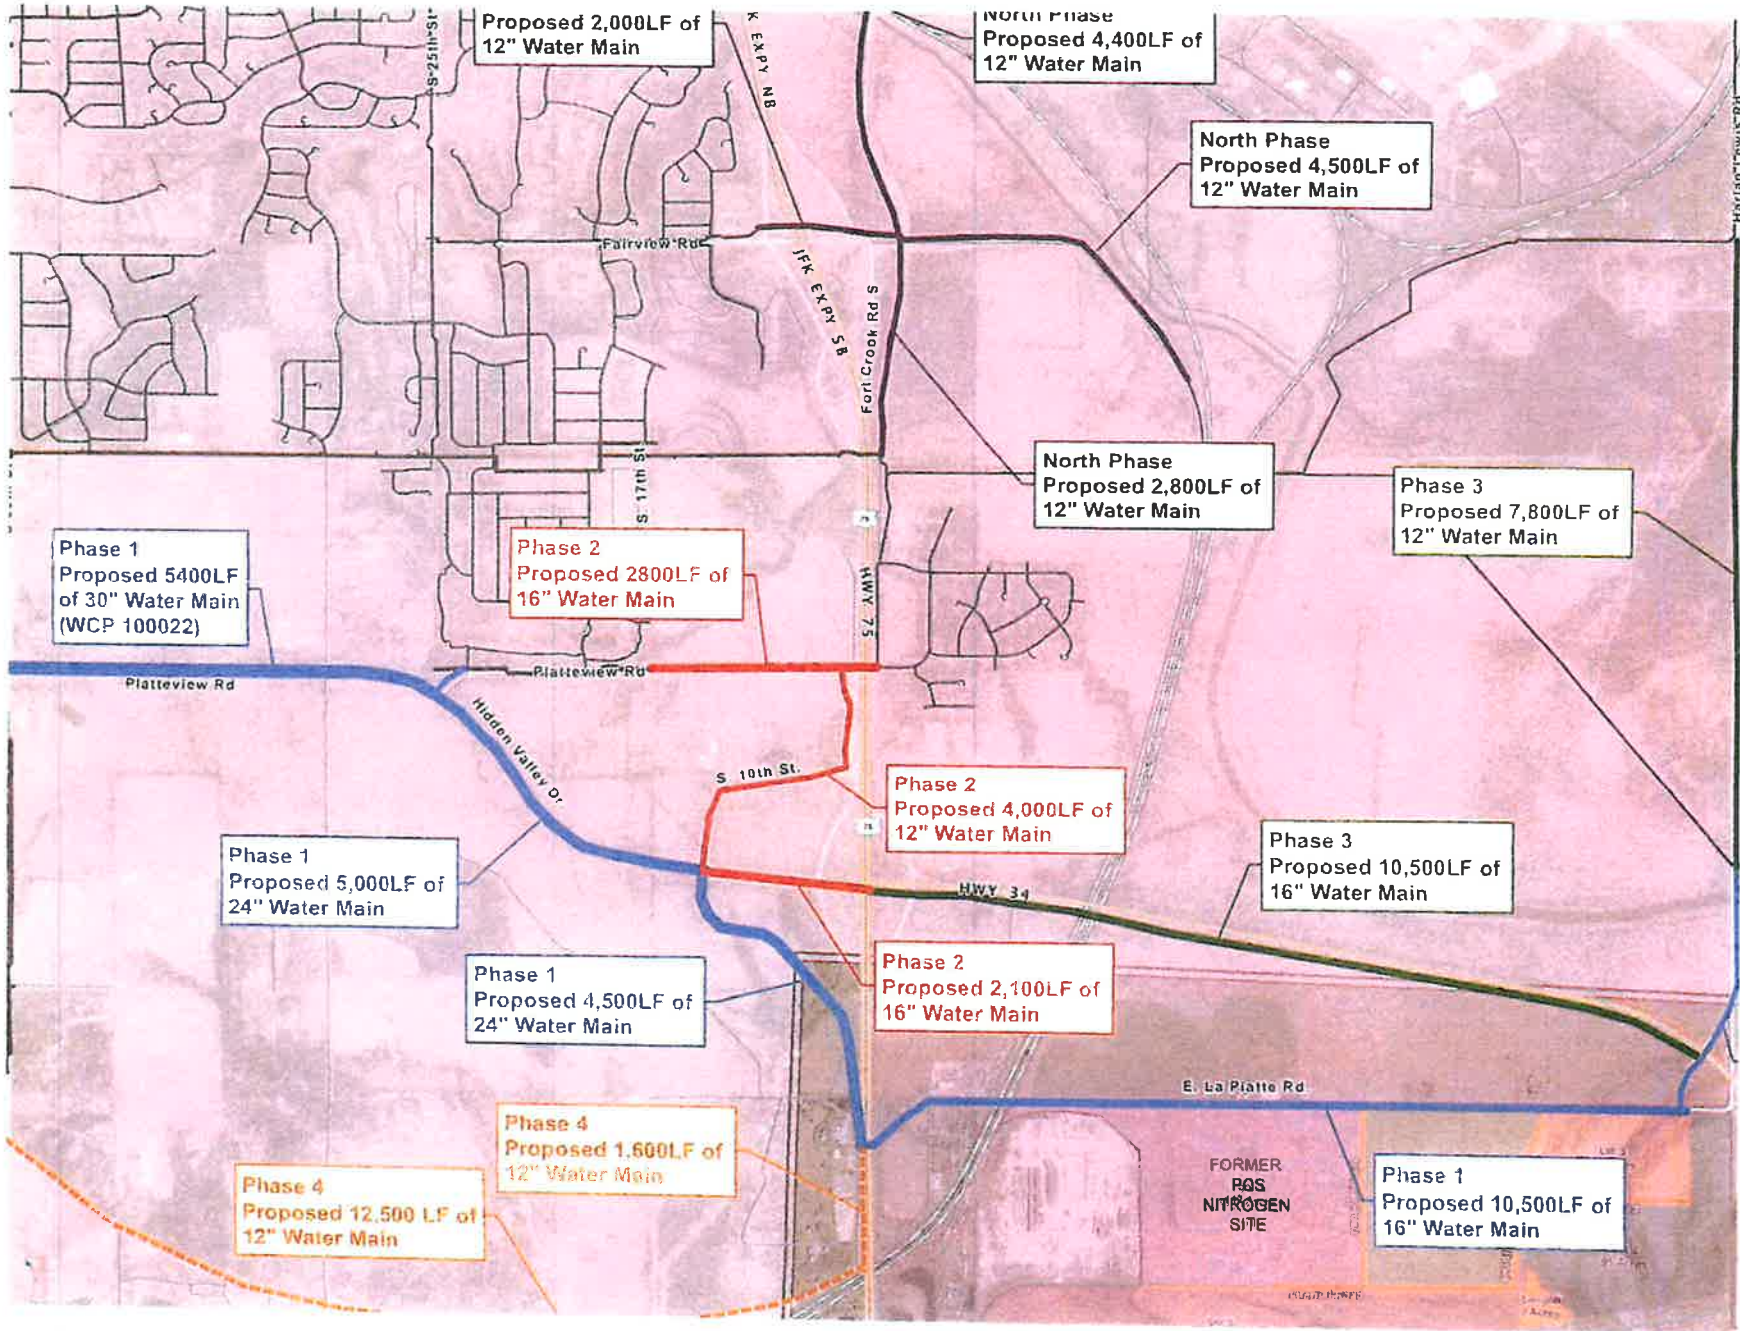 Proposed 2,000LF of
12" Water Main
North Phase
Proposed 4,400LF of
12" Water Main
S 25th St
EXPY NB
North Phase
Proposed 4,500LF of
12" Water Main
Fairview Rd
JFK EXPY SB
Fort Crook Rd S
North Phase
Proposed 2,800LF of
12" Water Main
Phase 3
Proposed 7,800LF of
12" Water Main
S. 17th St
Phase 1
Proposed 5400LF
of 30" Water Main
(WCP 100022)
Phase 2
Proposed 2800LF of
16" Water Main
HWY 75
Platteview Rd
Platteview Rd
Hidden Valley Dr
S 10th St.
Phase 2
Proposed 4,000LF of
12" Water Main
Phase 1
Proposed 5,000LF of
24" Water Main
Phase 3
Proposed 10,500LF of
16" Water Main
HWY 34
Phase 1
Proposed 4,500LF of
24" Water Main
Phase 2
Proposed 2,100LF of
16" Water Main
E. La Platte Rd
Phase 4
Proposed 1,600LF of
12" Water Main
Phase 4
Proposed 12,500 LF of
12" Water Main
FORMER
PCS
NITROGEN
SITE
Phase 1
Proposed 10,500LF of
16" Water Main